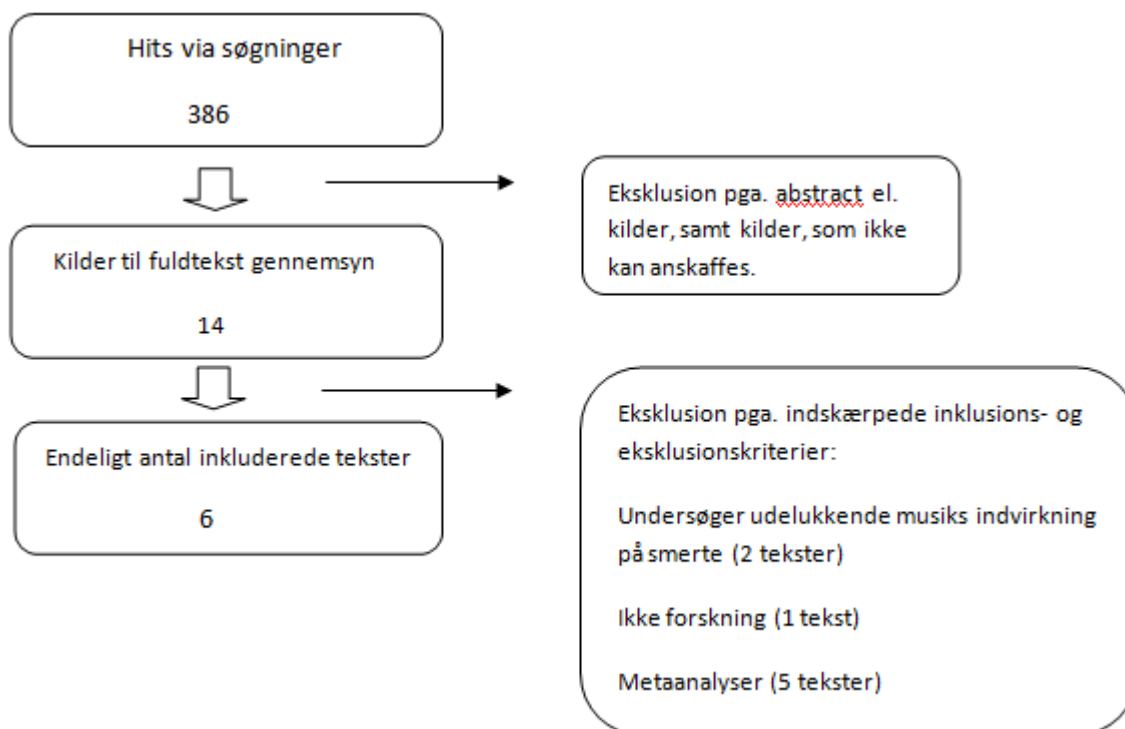 Hits via søgninger
386
Eksklusion pga. abstract el.
kilder, samt kilder, som ikke
kan anskaffes.
Kilder til fuldtekst gennemsyn
14
Endeligt antal inkluderede tekster
6
Eksklusion pga. indskærpede inklusions- og
eksklusionskriterier:
Undersøger udelukkende musiks indvirkning
på smerte (2 tekster)
Ikke forskning (1 tekst)
Metaanalyser (5 tekster)